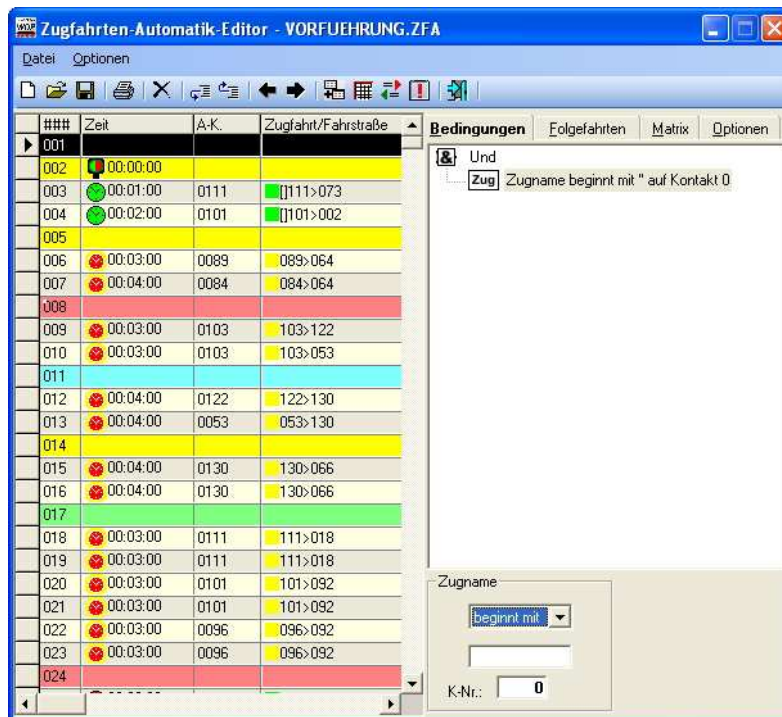 Zugfahrten-Automatik-Editor - VORFUEHRUNG.ZFA
Datei Optionen
### Zeit A-K. Zugfahrt/Fahrstraße
001
002 00:00:00
003 00:01:00 0111 []111>073
004 00:02:00 0101 []101>002
005
006 00:03:00 0089 089>064
007 00:04:00 0084 084>064
008
009 00:03:00 0103 103>122
010 00:03:00 0103 103>053
011
012 00:04:00 0122 122>130
013 00:04:00 0053 053>130
014
015 00:04:00 0130 130>066
016 00:04:00 0130 130>066
017
018 00:03:00 0111 111>018
019 00:03:00 0111 111>018
020 00:03:00 0101 101>092
021 00:03:00 0101 101>092
022 00:03:00 0096 096>092
023 00:03:00 0096 096>092
024
Bedingungen Folgefahrten Matrix Optionen
& Und
Zug Zugname beginnt mit '' auf Kontakt 0
Zugname
beginnt mit
K-Nr.: 0